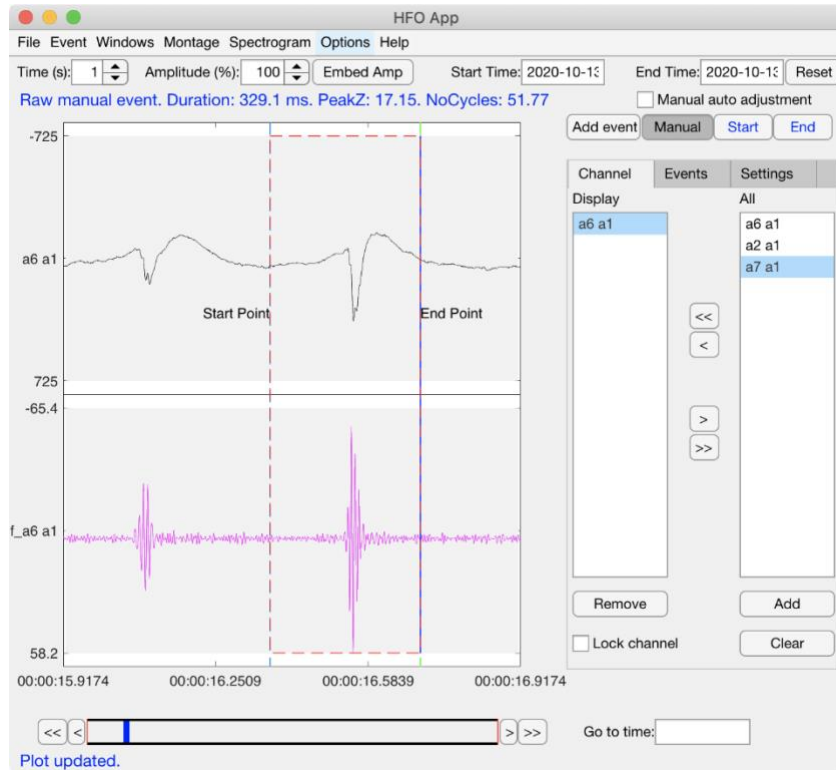 HFO App
File Event Windows Montage Spectrogram Options Help
Time (s): 1 Amplitude (%): 100 Embed Amp Start Time: 2020-10-13 End Time: 2020-10-13 Reset
Raw manual event. Duration: 329.1 ms. PeakZ: 17.15. NoCycles: 51.77
Manual auto adjustment
Add event Manual Start End
Channel Events Settings
Display All
a6 a1
a6 a1
a2 a1
a7 a1
<<
<
>
>>
Remove Add
Lock channel Clear
-725
a6 a1
Start Point End Point
725
-65.4
f_a6 a1
58.2
00:00:15.9174 00:00:16.2509 00:00:16.5839 00:00:16.9174
<< < > >> Go to time:
Plot updated.